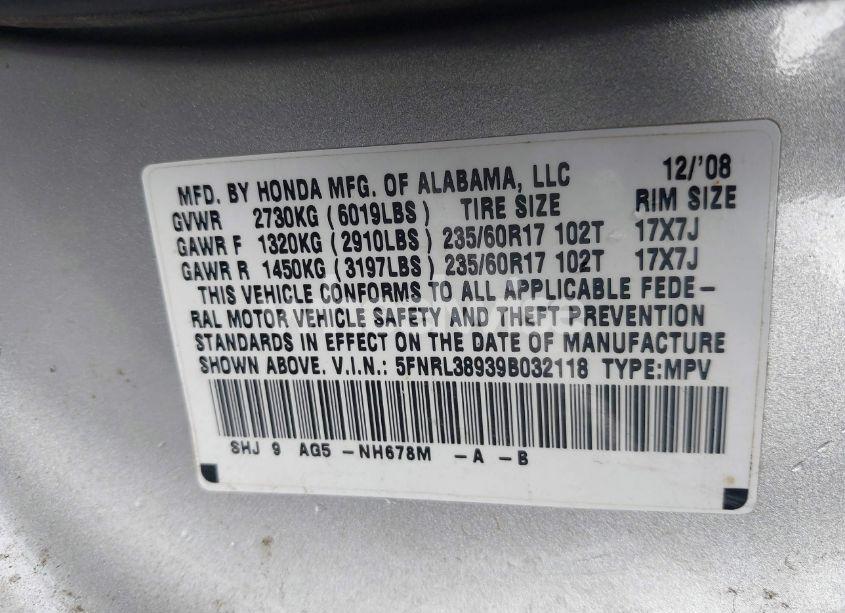 MFD. BY HONDA MFG. OF ALABAMA, LLC 12/'08
GVWR 2730KG (6019LBS) TIRE SIZE RIM SIZE
GAWR F 1320KG (2910LBS) 235/60R17 102T 17X7J
GAWR R 1450KG (3197LBS) 235/60R17 102T 17X7J
THIS VEHICLE CONFORMS TO ALL APPLICABLE FEDE-
RAL MOTOR VEHICLE SAFETY AND THEFT PREVENTION
STANDARDS IN EFFECT ON THE DATE OF MANUFACTURE
SHOWN ABOVE. V.I.N.: 5FNRL38939B032118 TYPE:MPV
SHJ 9 AG5 -NH678M -A -B